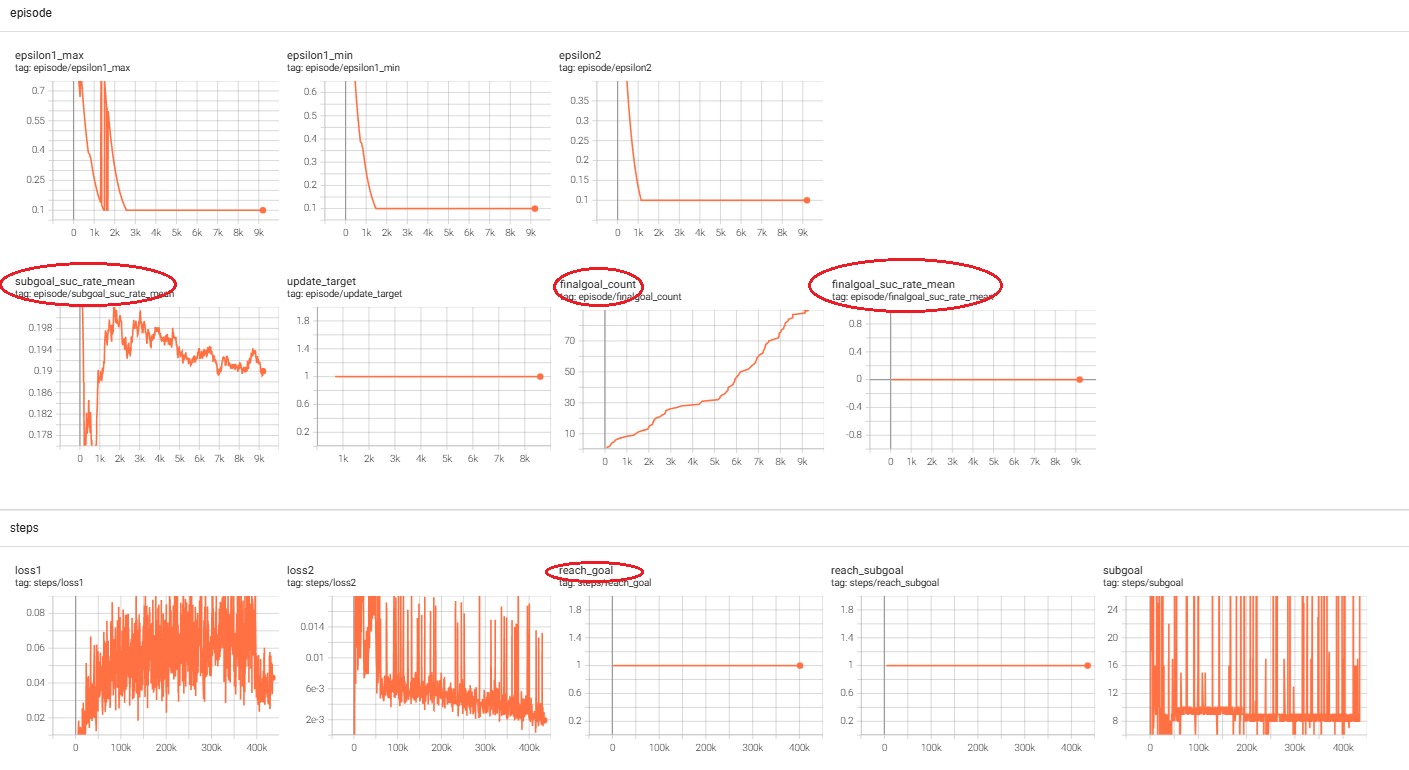 episode
epsilon1_max
tag: episode/epsilon1_max
0.7
0.55
0.4
0.25
0.1
0 1k 2k 3k 4k 5k 6k 7k 8k 9k
epsilon1_min
tag: episode/epsilon1_min
0.6
0.5
0.4
0.3
0.2
0.1
0 1k 2k 3k 4k 5k 6k 7k 8k 9k
epsilon2
tag: episode/epsilon2
0.35
0.3
0.25
0.2
0.15
0.1
0 1k 2k 3k 4k 5k 6k 7k 8k 9k
subgoal_suc_rate_mean
tag: episode/subgoal_suc_rate_mean
0.198
0.194
0.19
0.186
0.182
0.178
0 1k 2k 3k 4k 5k 6k 7k 8k 9k
update_target
tag: episode/update_target
1.8
1.4
1
0.6
0.2
1k 2k 3k 4k 5k 6k 7k 8k
finalgoal_count
tag: episode/finalgoal_count
70
50
30
10
0 1k 2k 3k 4k 5k 6k 7k 8k 9k
finalgoal_suc_rate_mean
tag: episode/finalgoal_suc_rate_mean
0.8
0.4
0
-0.4
-0.8
0 1k 2k 3k 4k 5k 6k 7k 8k 9k
steps
loss1
tag: steps/loss1
0.08
0.06
0.04
0.02
0 100k 200k 300k 400k
loss2
tag: steps/loss2
0.014
0.01
6e-3
2e-3
0 100k 200k 300k 400k
reach_goal
tag: steps/reach_goal
1.8
1.4
1
0.6
0.2
0 100k 200k 300k 400k
reach_subgoal
tag: steps/reach_subgoal
1.8
1.4
1
0.6
0.2
0 100k 200k 300k 400k
subgoal
tag: steps/subgoal
24
20
16
12
8
0 100k 200k 300k 400k